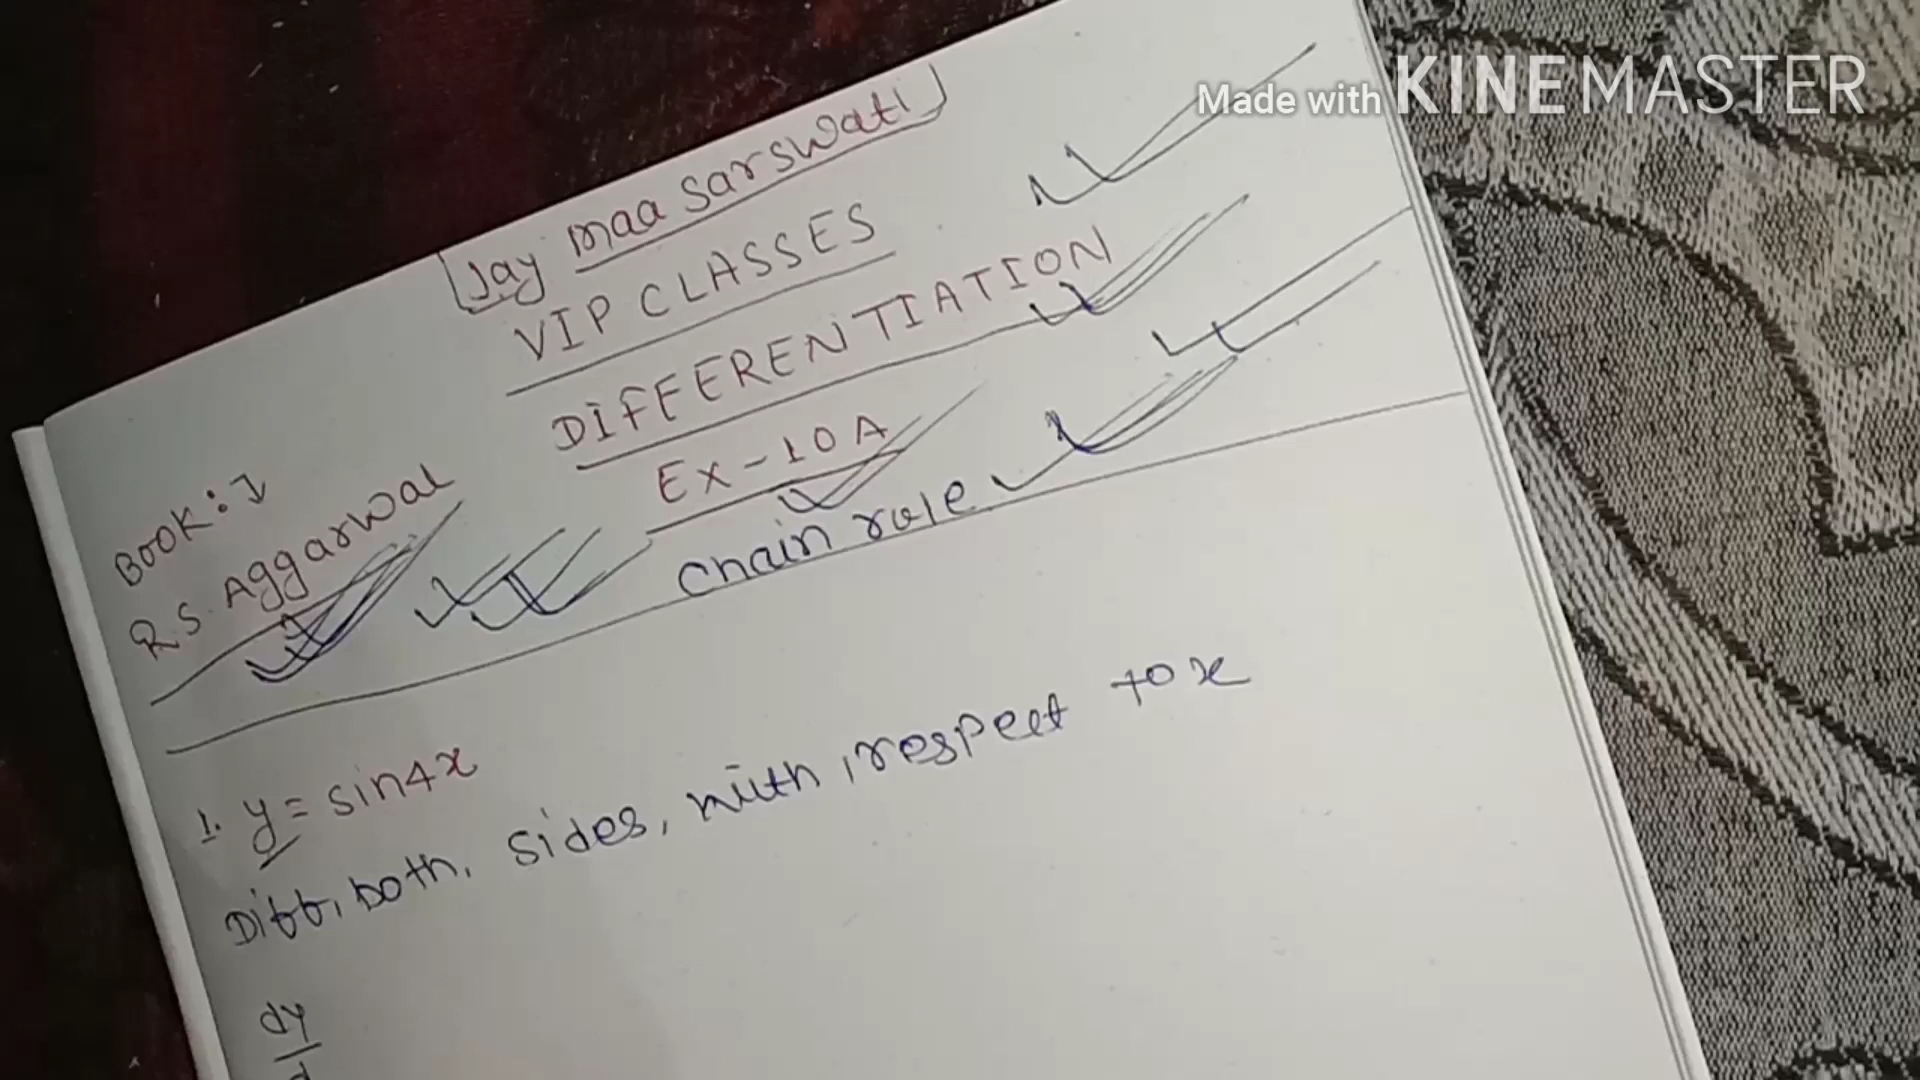 Made with KINEMASTER
Jay maa sarswati
VIP CLASSES
DIFFERENTIATION
Ex-10A
BOOK:
R.S. Aggarwal
Chain rule
1. y = sin4x
Diff, both, sides, with, respect to x
dy